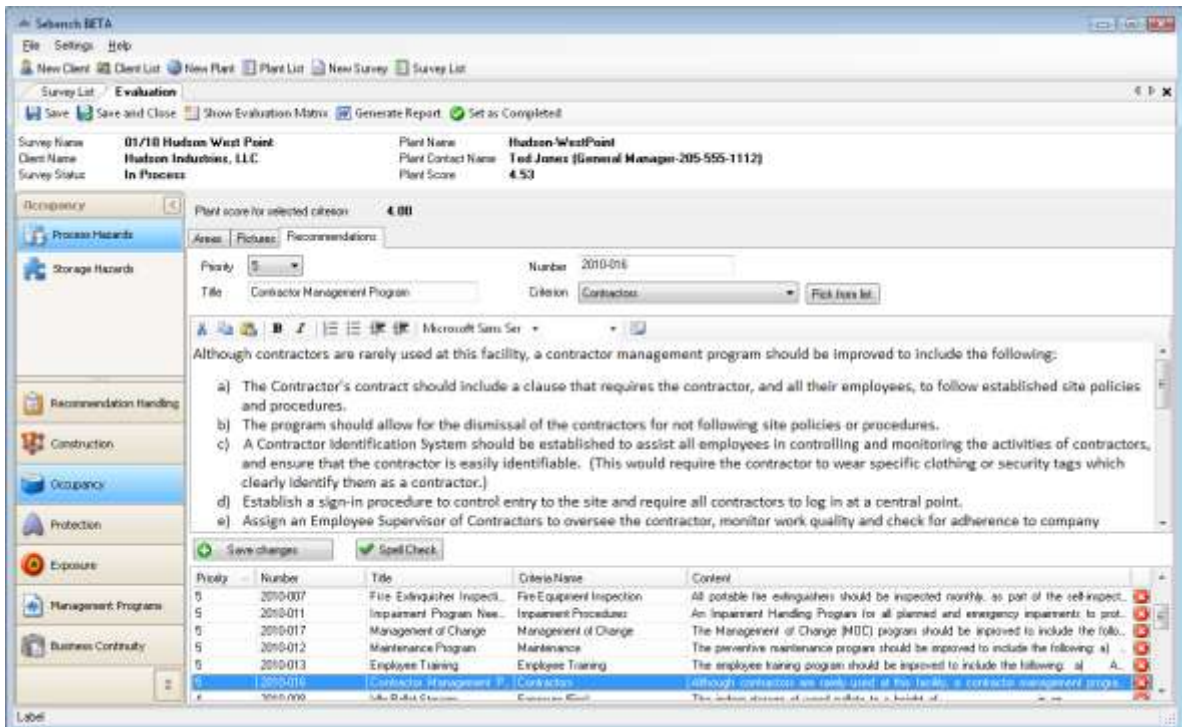 Sebench BETA
File Settings Help
New Client Client List New Plant Plant List New Survey Survey List
Survey List Evaluation
Save Save and Close Show Evaluation Matrix Generate Report Set as Completed
Survey Name 01/10 Hudson West Point Plant Name Hudson-WestPoint
Client Name Hudson Industries, LLC Plant Contact Name Ted Jones (General Manager-205-555-1112)
Survey Status In Process Plant Score 4.53
Occupancy
Plant score for selected criterion 4.00
Process Hazards
Areas Pictures Recommendations
Storage Hazards
Priority 5 Number 2010-016
Title Contractor Management Program Criterion Contractors Pick from list
B I Microsoft Sans Ser
Although contractors are rarely used at this facility, a contractor management program should be improved to include the following:
a) The Contractor's contract should include a clause that requires the contractor, and all their employees, to follow established site policies
and procedures.
b) The program should allow for the dismissal of the contractors for not following site policies or procedures.
c) A Contractor Identification System should be established to assist all employees in controlling and monitoring the activities of contractors,
and ensure that the contractor is easily identifiable. (This would require the contractor to wear specific clothing or security tags which
clearly identify them as a contractor.)
d) Establish a sign-in procedure to control entry to the site and require all contractors to log in at a central point.
e) Assign an Employee Supervisor of Contractors to oversee the contractor, monitor work quality and check for adherence to company
Recommendation Handling
Construction
Occupancy
Protection
Exposure
Management Programs
Business Continuity
Save changes Spell Check
Priority Number Title Criteria Name Content
5 2010-007 Fire Extinguisher Inspecti... Fire Equipment Inspection All portable fire extinguishers should be inspected monthly, as part of the self-inspect...
5 2010-011 Impairment Program Nee... Impairment Procedures An Impairment Handling Program for all planned and emergency impairments to prot...
5 2010-017 Management of Change Management of Change The Management of Change (MOC) program should be improved to include the follo...
5 2010-012 Maintenance Program Maintenance The preventive maintenance program should be improved to include the following: a)
5 2010-013 Employee Training Employee Training The employee training program should be improved to include the following: a) A...
5 2010-016 Contractor Management P... Contractors Although contractors are rarely used at this facility, a contractor management progra...
2010-009
Label